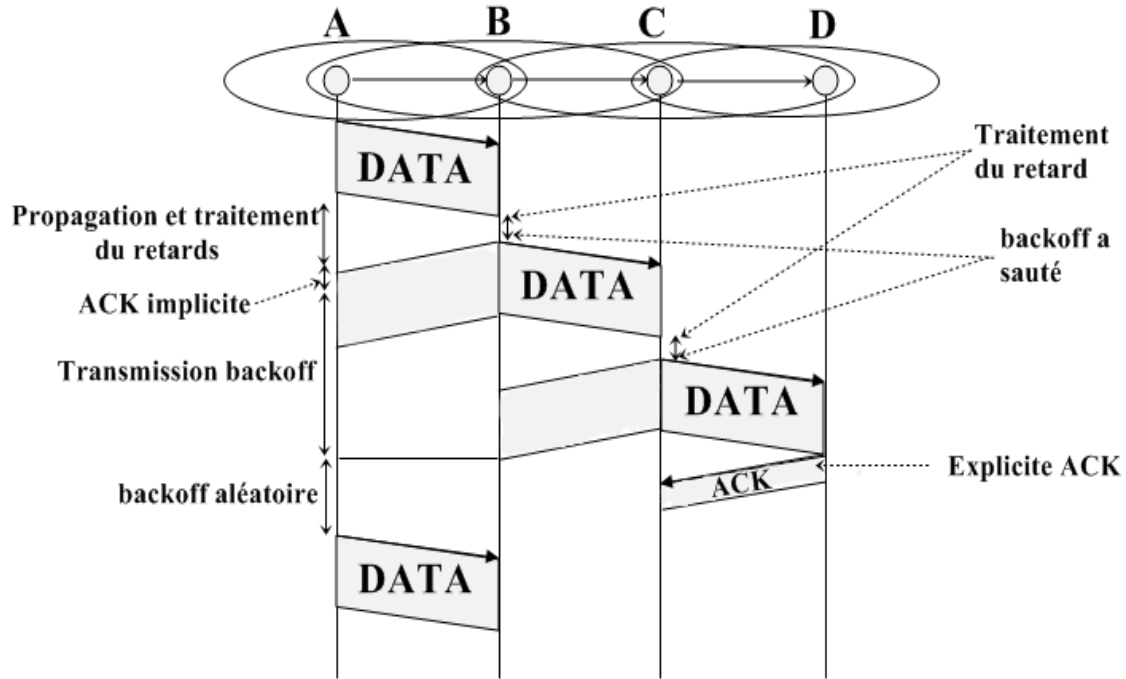 A B C D
DATA
Traitement
du retard
Propagation et traitement
du retards
backoff a
sauté
DATA
ACK implicite
Transmission backoff
DATA
Explicite ACK
ACK
backoff aléatoire
DATA